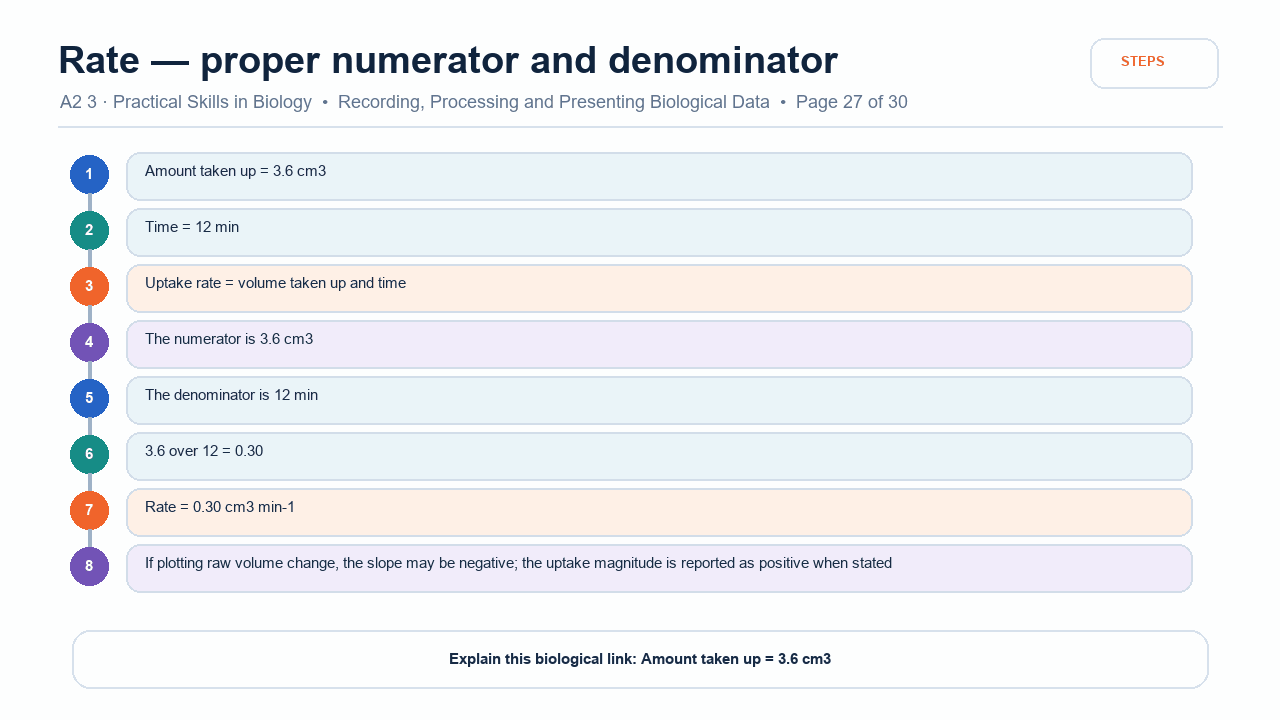 Rate — proper numerator and denominator
STEPS
A2 3 · Practical Skills in Biology • Recording, Processing and Presenting Biological Data • Page 27 of 30
1 Amount taken up = 3.6 cm3
2 Time = 12 min
3 Uptake rate = volume taken up and time
4 The numerator is 3.6 cm3
5 The denominator is 12 min
6 3.6 over 12 = 0.30
7 Rate = 0.30 cm3 min-1
8 If plotting raw volume change, the slope may be negative; the uptake magnitude is reported as positive when stated
Explain this biological link: Amount taken up = 3.6 cm3